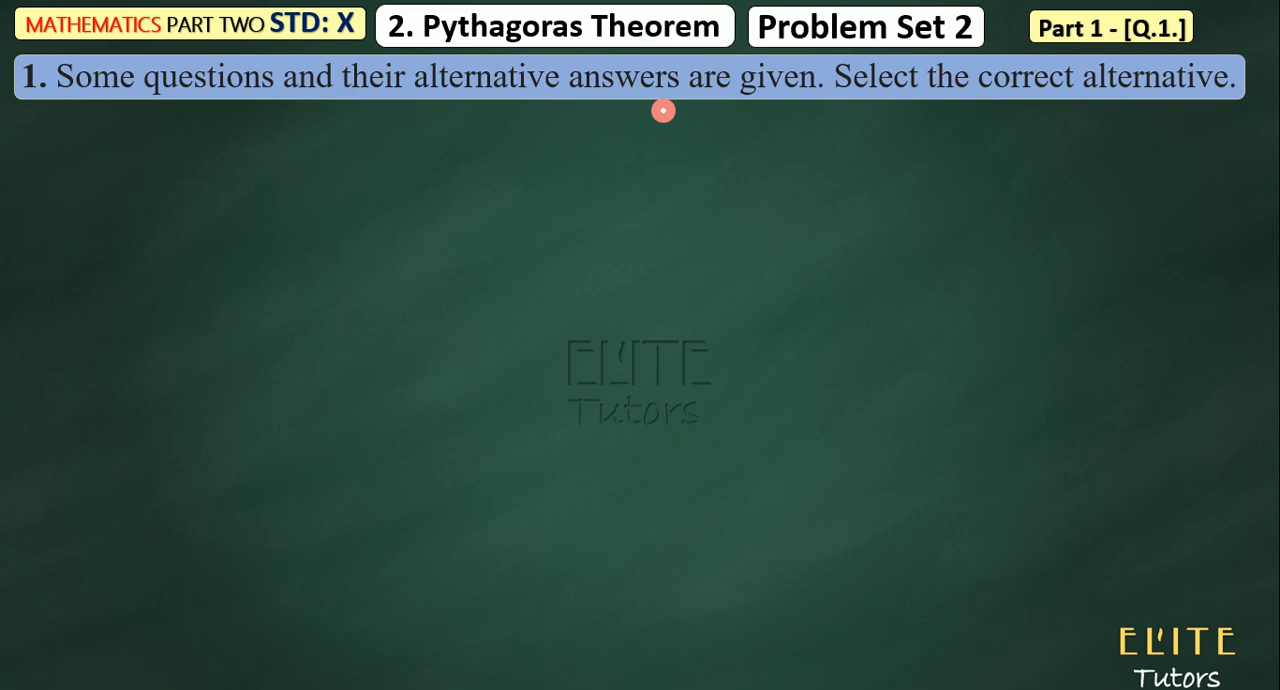 MATHEMATICS PART TWO STD: X 2. Pythagoras Theorem Problem Set 2 Part 1 - [Q.1.]
1. Some questions and their alternative answers are given. Select the correct alternative.
ELITE
Tutors
ELITE
Tutors